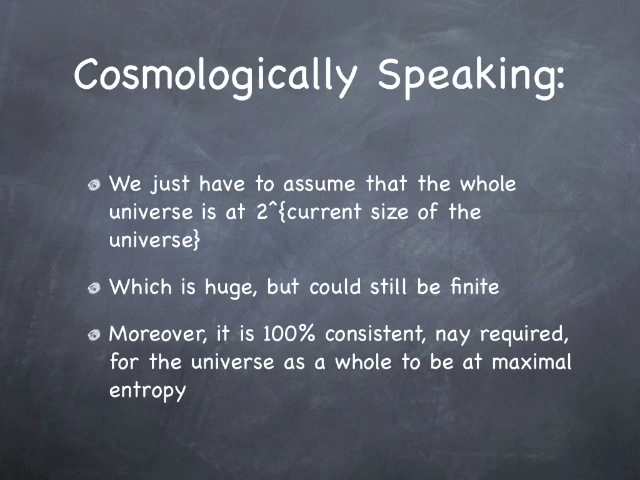 Cosmologically Speaking:
We just have to assume that the whole
universe is at 2^{current size of the
universe}
Which is huge, but could still be finite
Moreover, it is 100% consistent, nay required,
for the universe as a whole to be at maximal
entropy